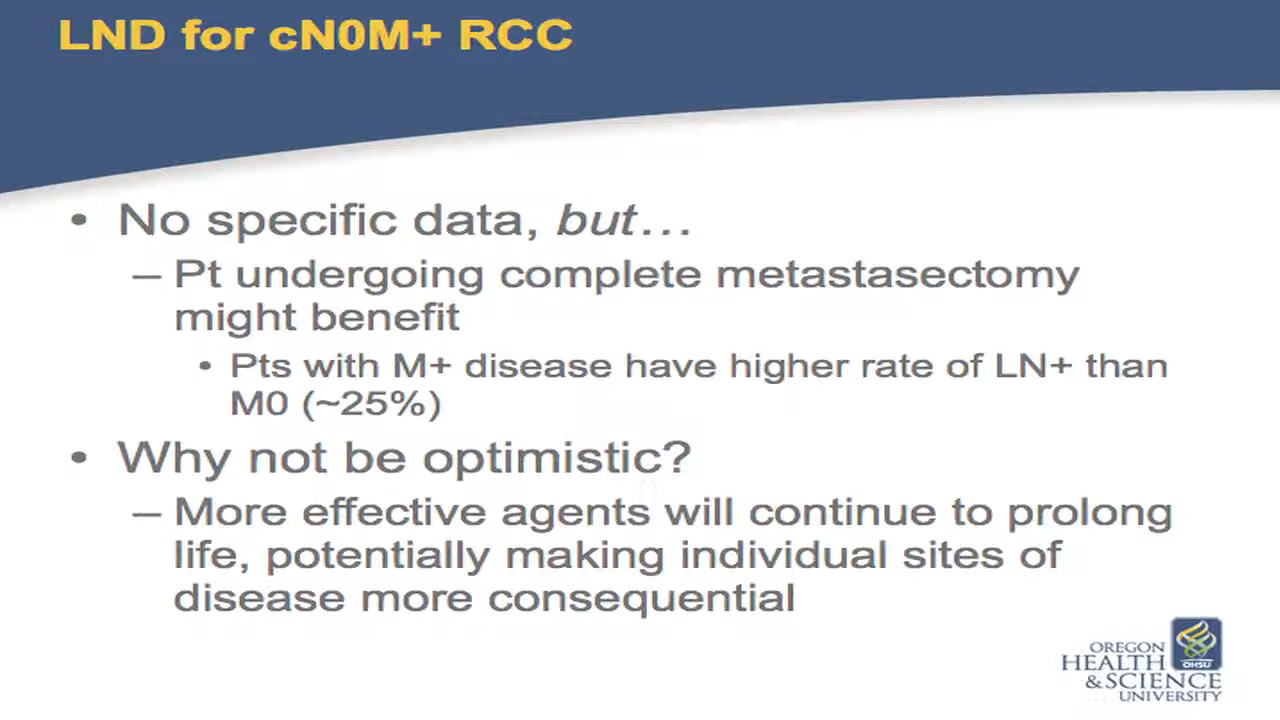 LND for cN0M+ RCC
• No specific data, but…
– Pt undergoing complete metastasectomy
might benefit
• Pts with M+ disease have higher rate of LN+ than
M0 (~25%)
• Why not be optimistic?
– More effective agents will continue to prolong
life, potentially making individual sites of
disease more consequential
OREGON
HEALTH
OHSU
&SCIENCE
UNIVERSITY